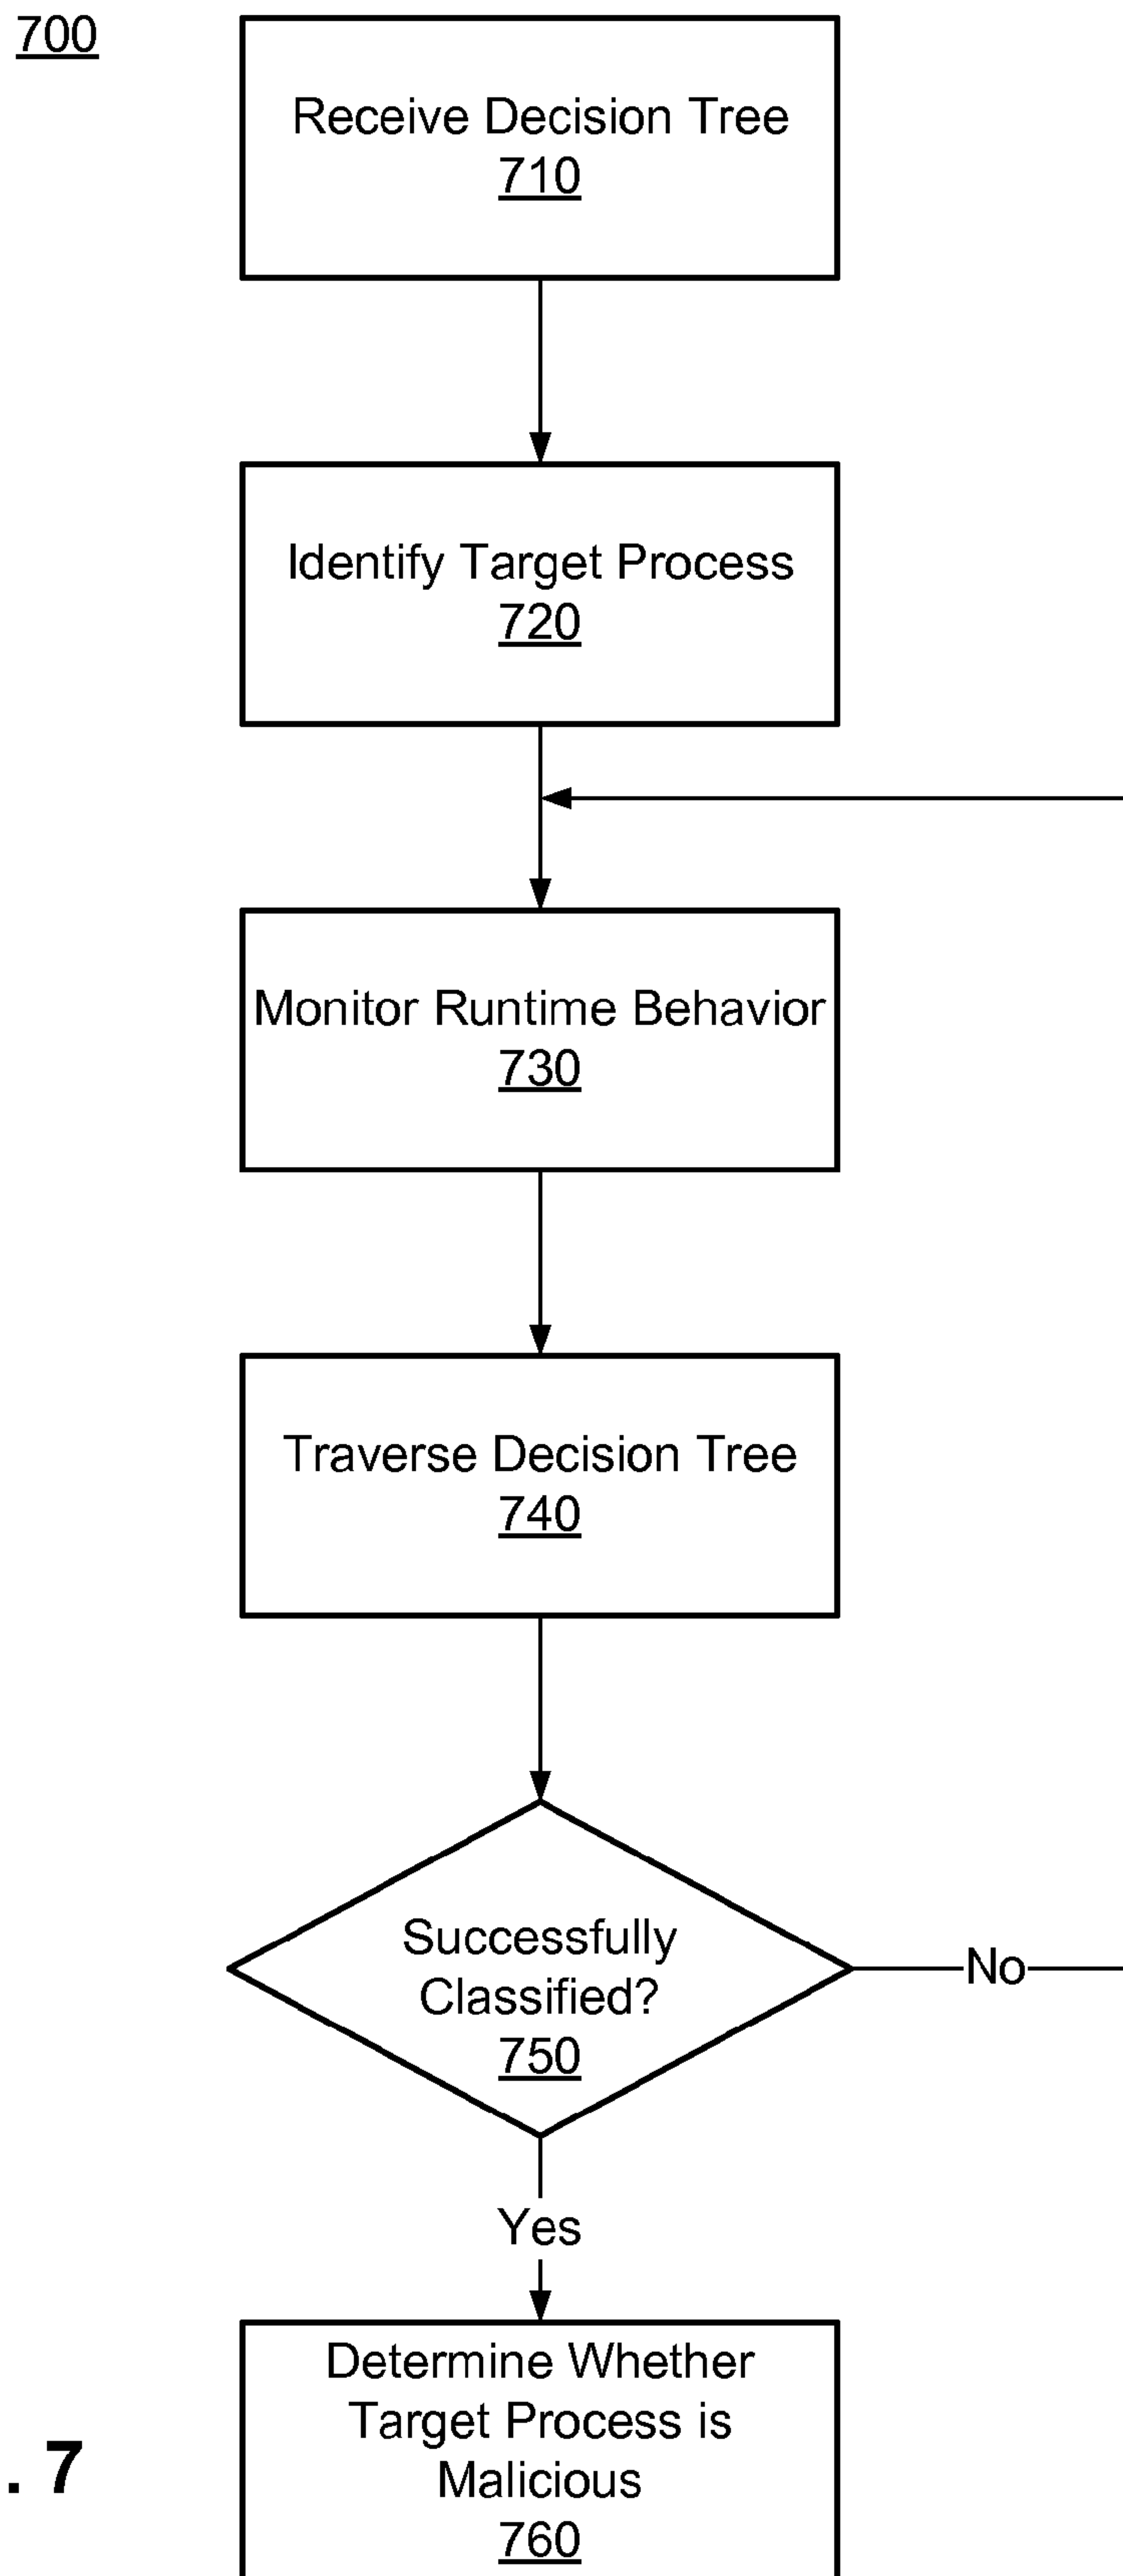 700
Receive Decision Tree
710
Identify Target Process
720
Monitor Runtime Behavior
730
Traverse Decision Tree
740
Successfully
Classified?
750
No
Yes
Determine Whether
Target Process is
Malicious
760
. 7